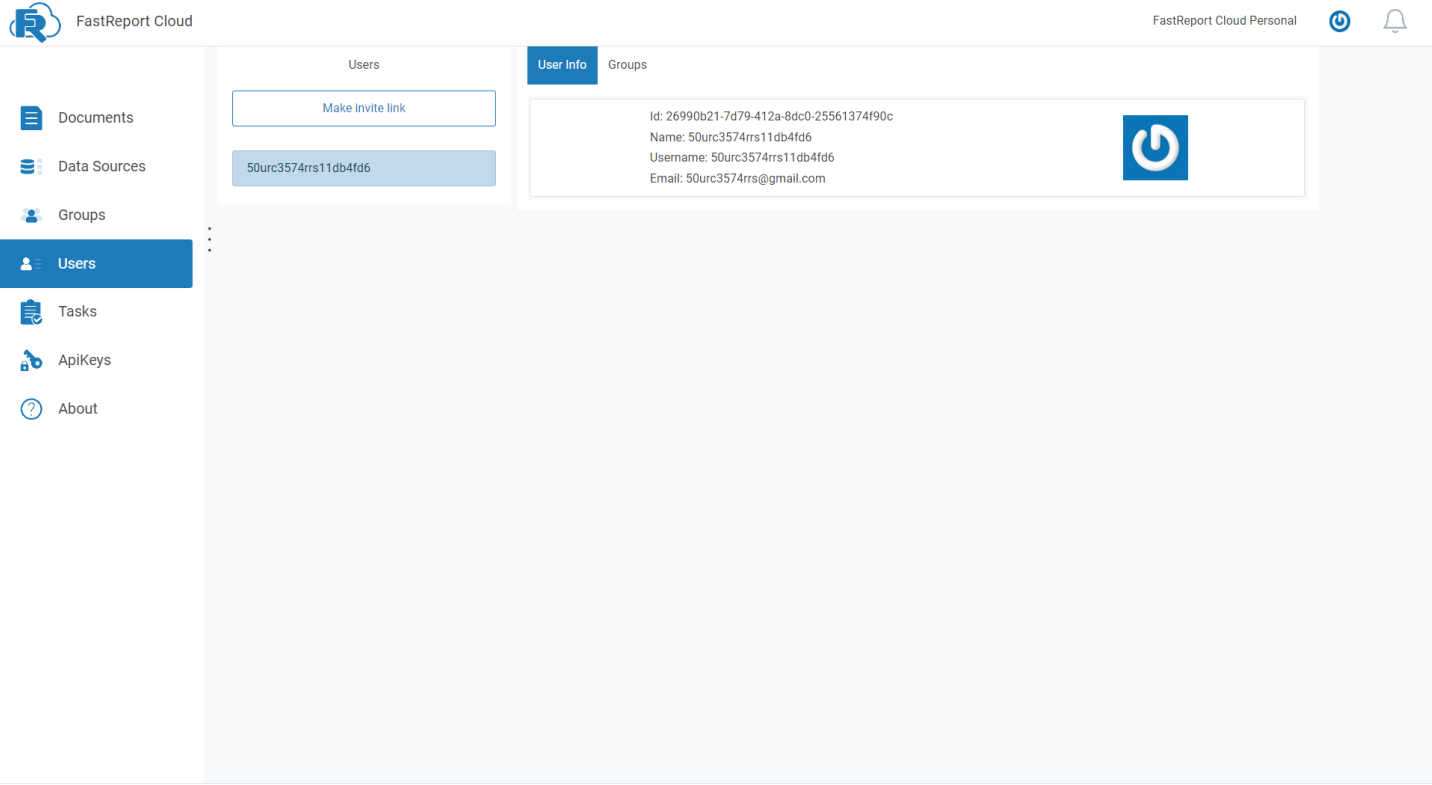 FastReport Cloud
FastReport Cloud Personal
Documents
Data Sources
Groups
Users
Tasks
ApiKeys
About
Users
Make invite link
50urc3574rrs11db4fd6
User Info
Groups
Id: 26990b21-7d79-412a-8dc0-25561374f90c
Name: 50urc3574rrs11db4fd6
Username: 50urc3574rrs11db4fd6
Email: 50urc3574rrs@gmail.com